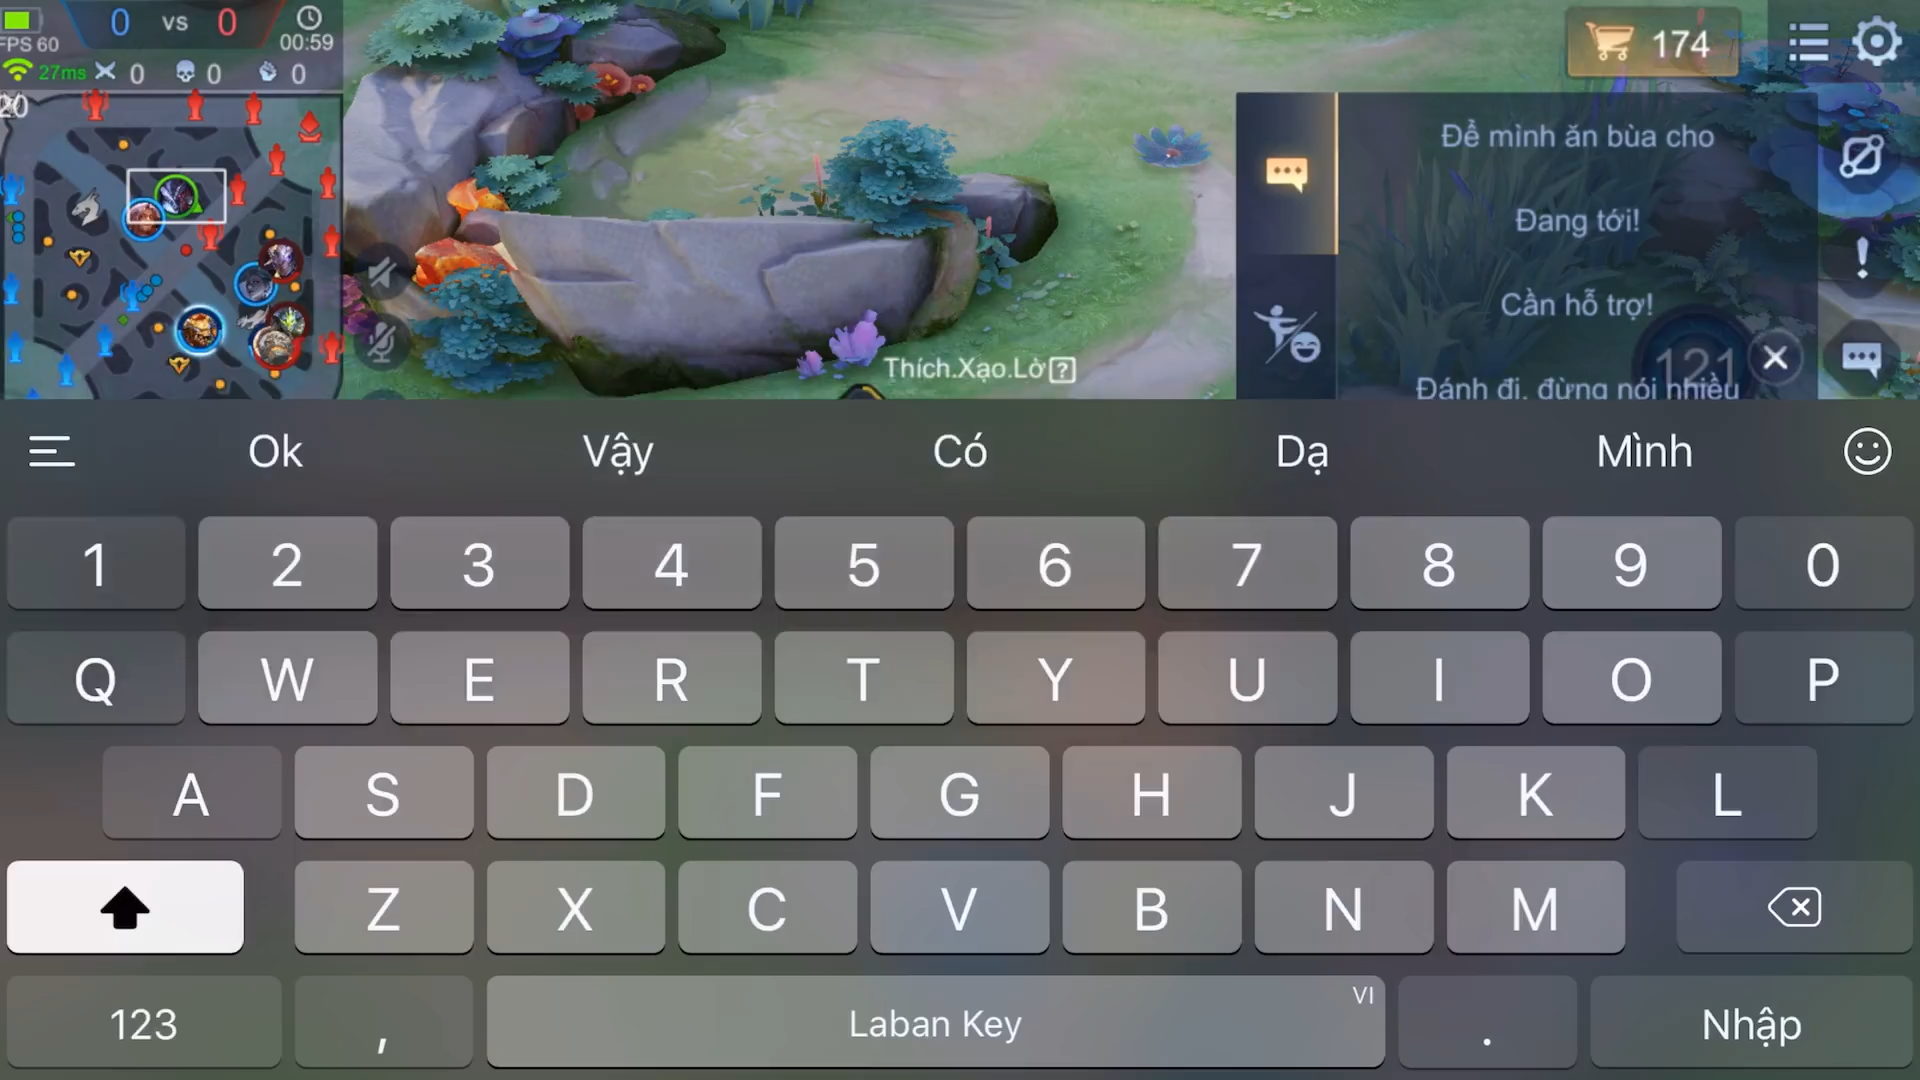 0 vs 0
FPS 60
00:59
27ms
0
0
0
174
Để mình ăn bùa cho
Đang tới!
Cần hỗ trợ!
121
Đánh đi, đừng nói nhiều
Thích.Xạo.Lờ?
Ok Vậy Có Dạ Mình
1 2 3 4 5 6 7 8 9 0
Q W E R T Y U I O P
A S D F G H J K L
Z X C V B N M
123 , Laban Key VI . Nhập